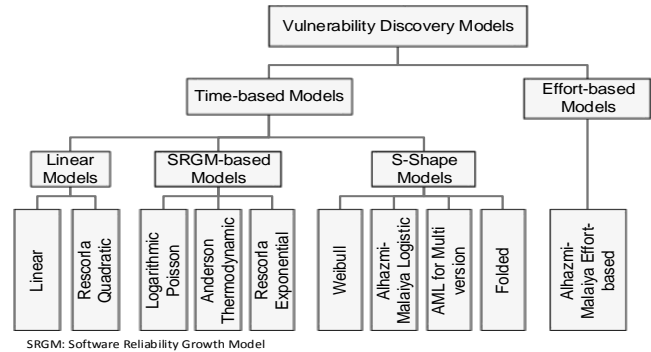 Vulnerability Discovery Models
Time-based Models
Effort-based
Models
Linear
Models
SRGM-based
Models
S-Shape
Models
Linear
Rescorla
Quadratic
Logarithmic
Poisson
Anderson
Thermodynamic
Rescorla
Exponential
Weibull
Alhazmi-
Malaiya Logistic
AML for Multi
version
Folded
Alhazmi-
Malaiya Effort-
based
SRGM: Software Reliability Growth Model